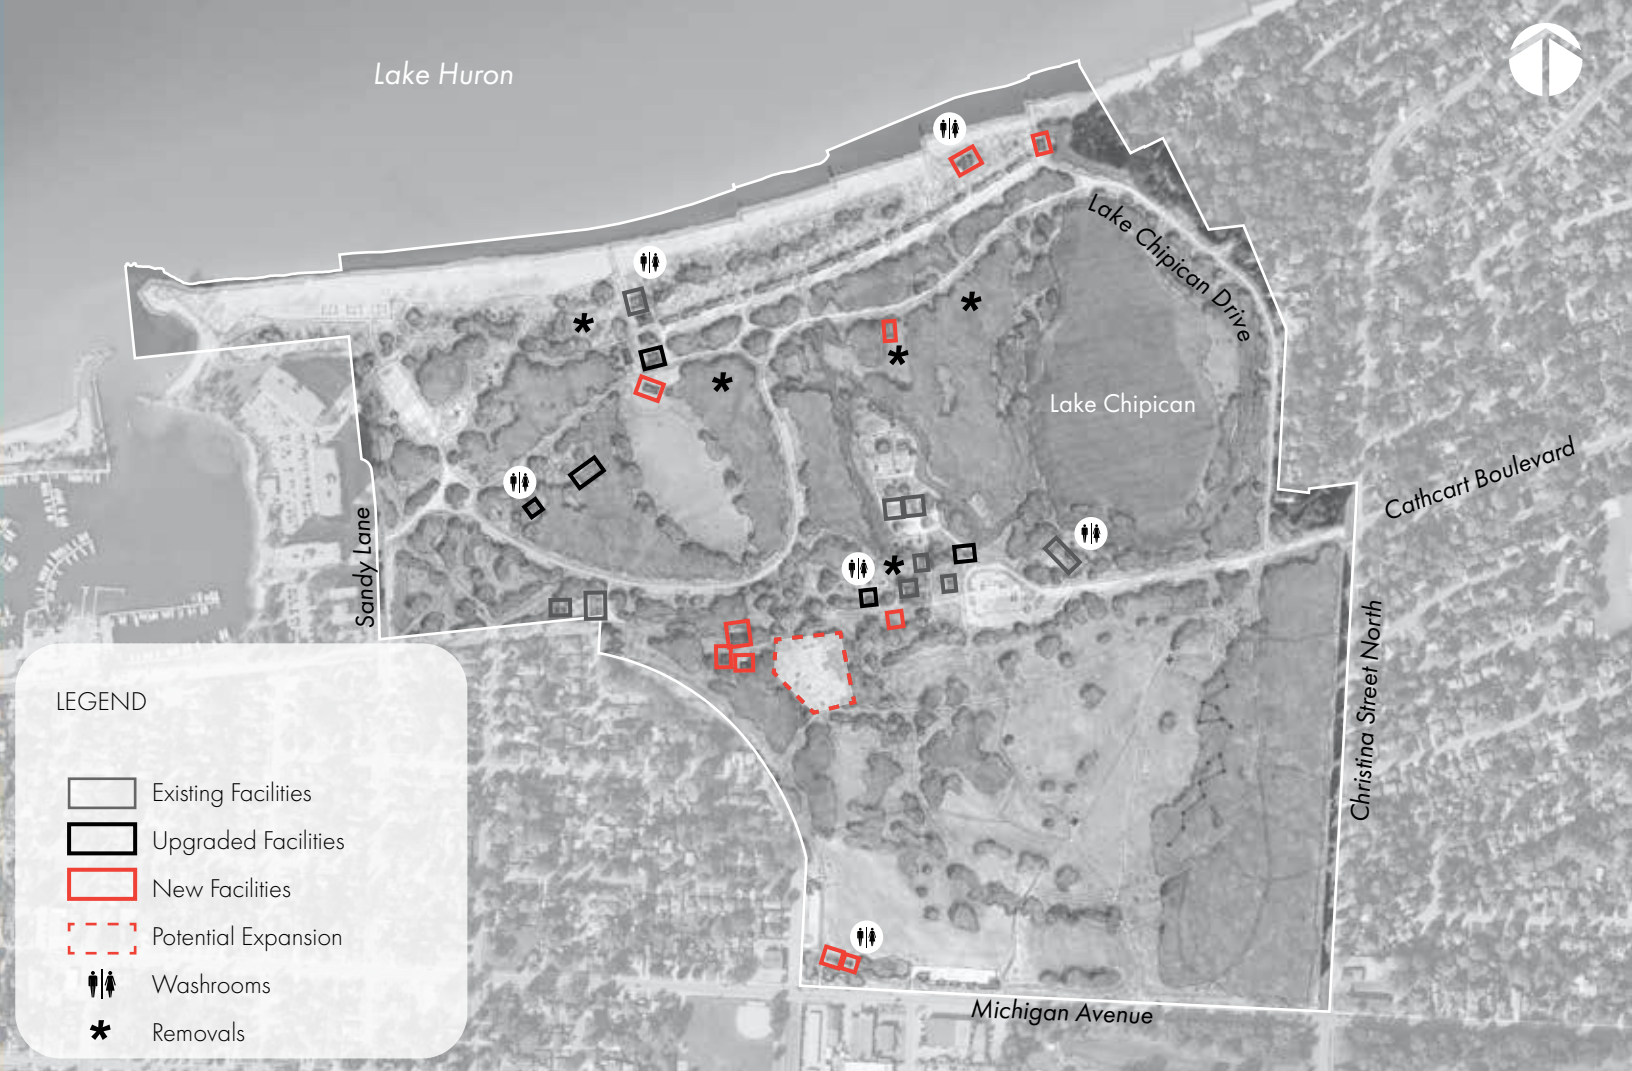 Lake Huron
Lake Chipican Drive
Lake Chipican
Cathcart Boulevard
Sandy Lane
Christina Street North
Michigan Avenue
LEGEND
Existing Facilities
Upgraded Facilities
New Facilities
Potential Expansion
Washrooms
Removals